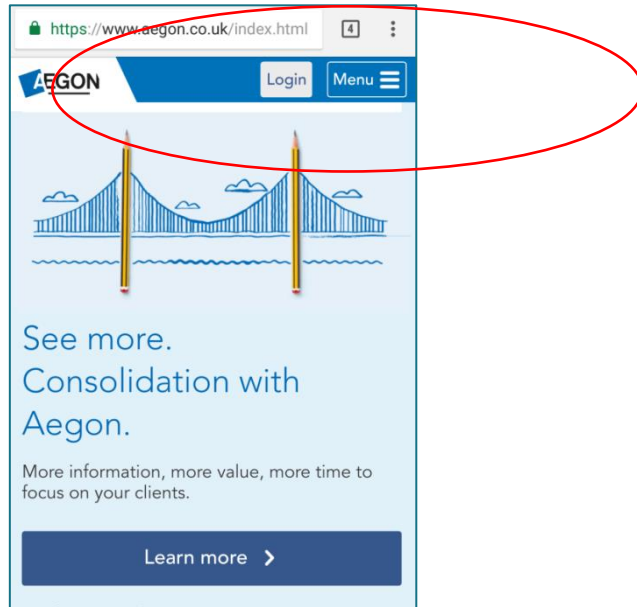 https://www.aegon.co.uk/index.html 4
AEGON Login Menu
See more.
Consolidation with
Aegon.
More information, more value, more time to
focus on your clients.
Learn more